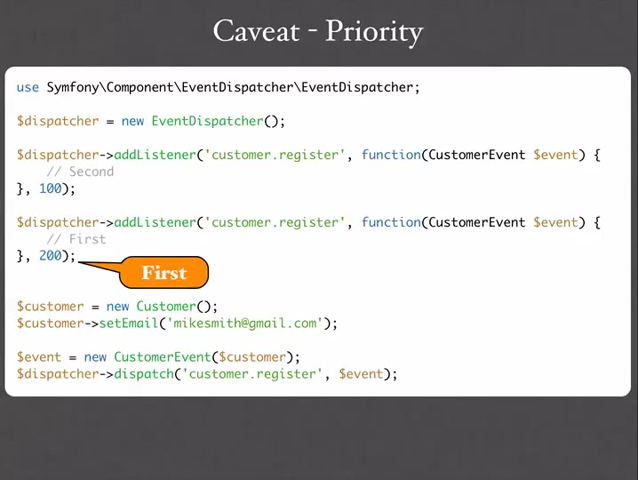 Caveat - Priority
use Symfony\Component\EventDispatcher\EventDispatcher;
$dispatcher = new EventDispatcher();
$dispatcher->addListener('customer.register', function(CustomerEvent $event) {
// Second
}, 100);
$dispatcher->addListener('customer.register', function(CustomerEvent $event) {
// First
}, 200);
First
$customer = new Customer();
$customer->setEmail('mikesmith@gmail.com');
$event = new CustomerEvent($customer);
$dispatcher->dispatch('customer.register', $event);